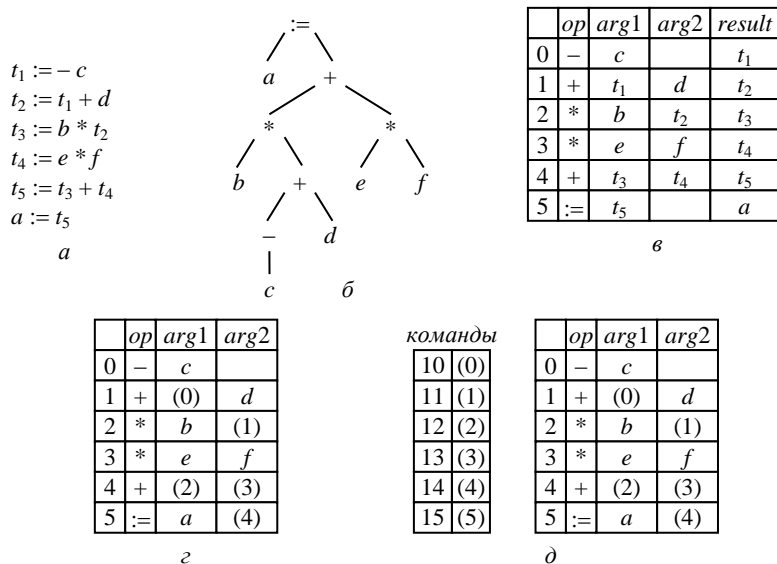 t₁ := – c
t₂ := t₁ + d
t₃ := b * t₂
t₄ := e * f
t₅ := t₃ + t₄
a := t₅
а
:=
a +
* *
b + e f
– d
c
б
op arg1 arg2 result
0 – c t₁
1 + t₁ d t₂
2 * b t₂ t₃
3 * e f t₄
4 + t₃ t₄ t₅
5 := t₅ a
в
op arg1 arg2
0 – c
1 + (0) d
2 * b (1)
3 * e f
4 + (2) (3)
5 := a (4)
г
команды
10 (0)
11 (1)
12 (2)
13 (3)
14 (4)
15 (5)
op arg1 arg2
0 – c
1 + (0) d
2 * b (1)
3 * e f
4 + (2) (3)
5 := a (4)
д